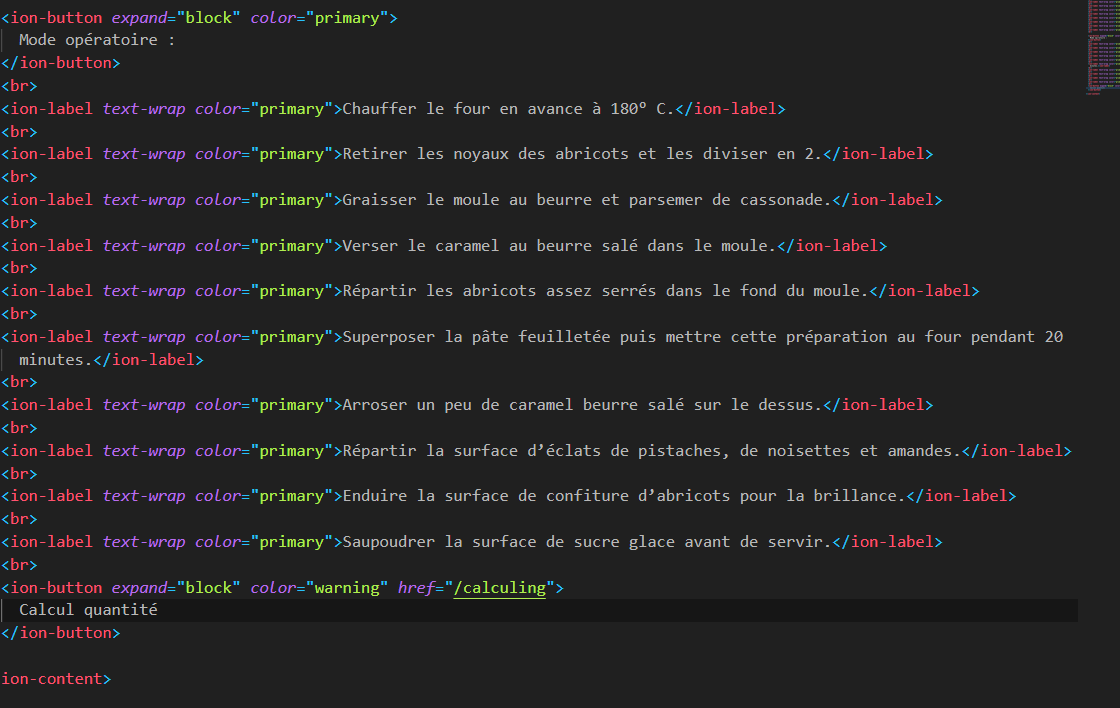 <ion-button expand="block" color="primary">
Mode opératoire :
</ion-button>
<br>
<ion-label text-wrap color="primary">Chauffer le four en avance à 180° C.</ion-label>
<br>
<ion-label text-wrap color="primary">Retirer les noyaux des abricots et les diviser en 2.</ion-label>
<br>
<ion-label text-wrap color="primary">Graisser le moule au beurre et parsemer de cassonade.</ion-label>
<br>
<ion-label text-wrap color="primary">Verser le caramel au beurre salé dans le moule.</ion-label>
<br>
<ion-label text-wrap color="primary">Répartir les abricots assez serrés dans le fond du moule.</ion-label>
<br>
<ion-label text-wrap color="primary">Superposer la pâte feuilletée puis mettre cette préparation au four pendant 20
minutes.</ion-label>
<br>
<ion-label text-wrap color="primary">Arroser un peu de caramel beurre salé sur le dessus.</ion-label>
<br>
<ion-label text-wrap color="primary">Répartir la surface d’éclats de pistaches, de noisettes et amandes.</ion-label>
<br>
<ion-label text-wrap color="primary">Enduire la surface de confiture d’abricots pour la brillance.</ion-label>
<br>
<ion-label text-wrap color="primary">Saupoudrer la surface de sucre glace avant de servir.</ion-label>
<br>
<ion-button expand="block" color="warning" href="/calculing">
Calcul quantité
</ion-button>
ion-content>